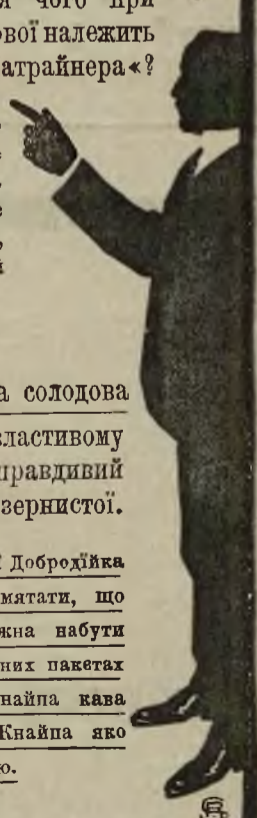 чого при
вої належить
атрайнера«?
а солодова
властивому
правдивий
зернистої.
Добродїйка
мятати, що
жна набути
них пакетах
найпа кава
Кнайпа яко
ю.